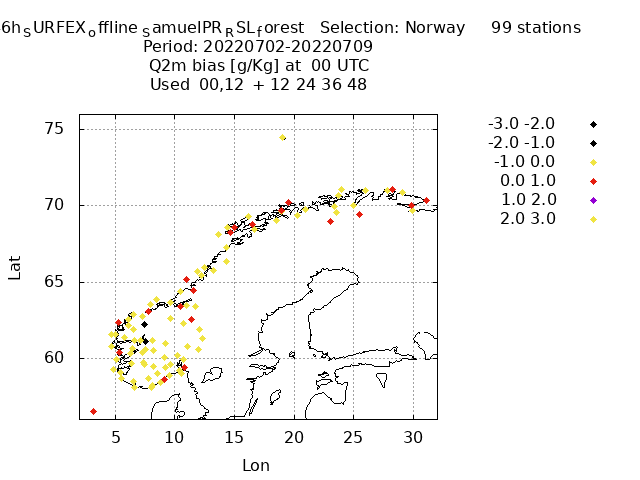 6h_SURFEX_offline_SamuelPR_RSL_forest Selection: Norway 99 stations
Period: 20220702-20220709
Q2m bias [g/Kg] at 00 UTC
Used 00,12 + 12 24 36 48
-3.0 -2.0
-2.0 -1.0
-1.0 0.0
0.0 1.0
1.0 2.0
2.0 3.0
75
70
65
60
Lat
5 10 15 20 25 30
Lon